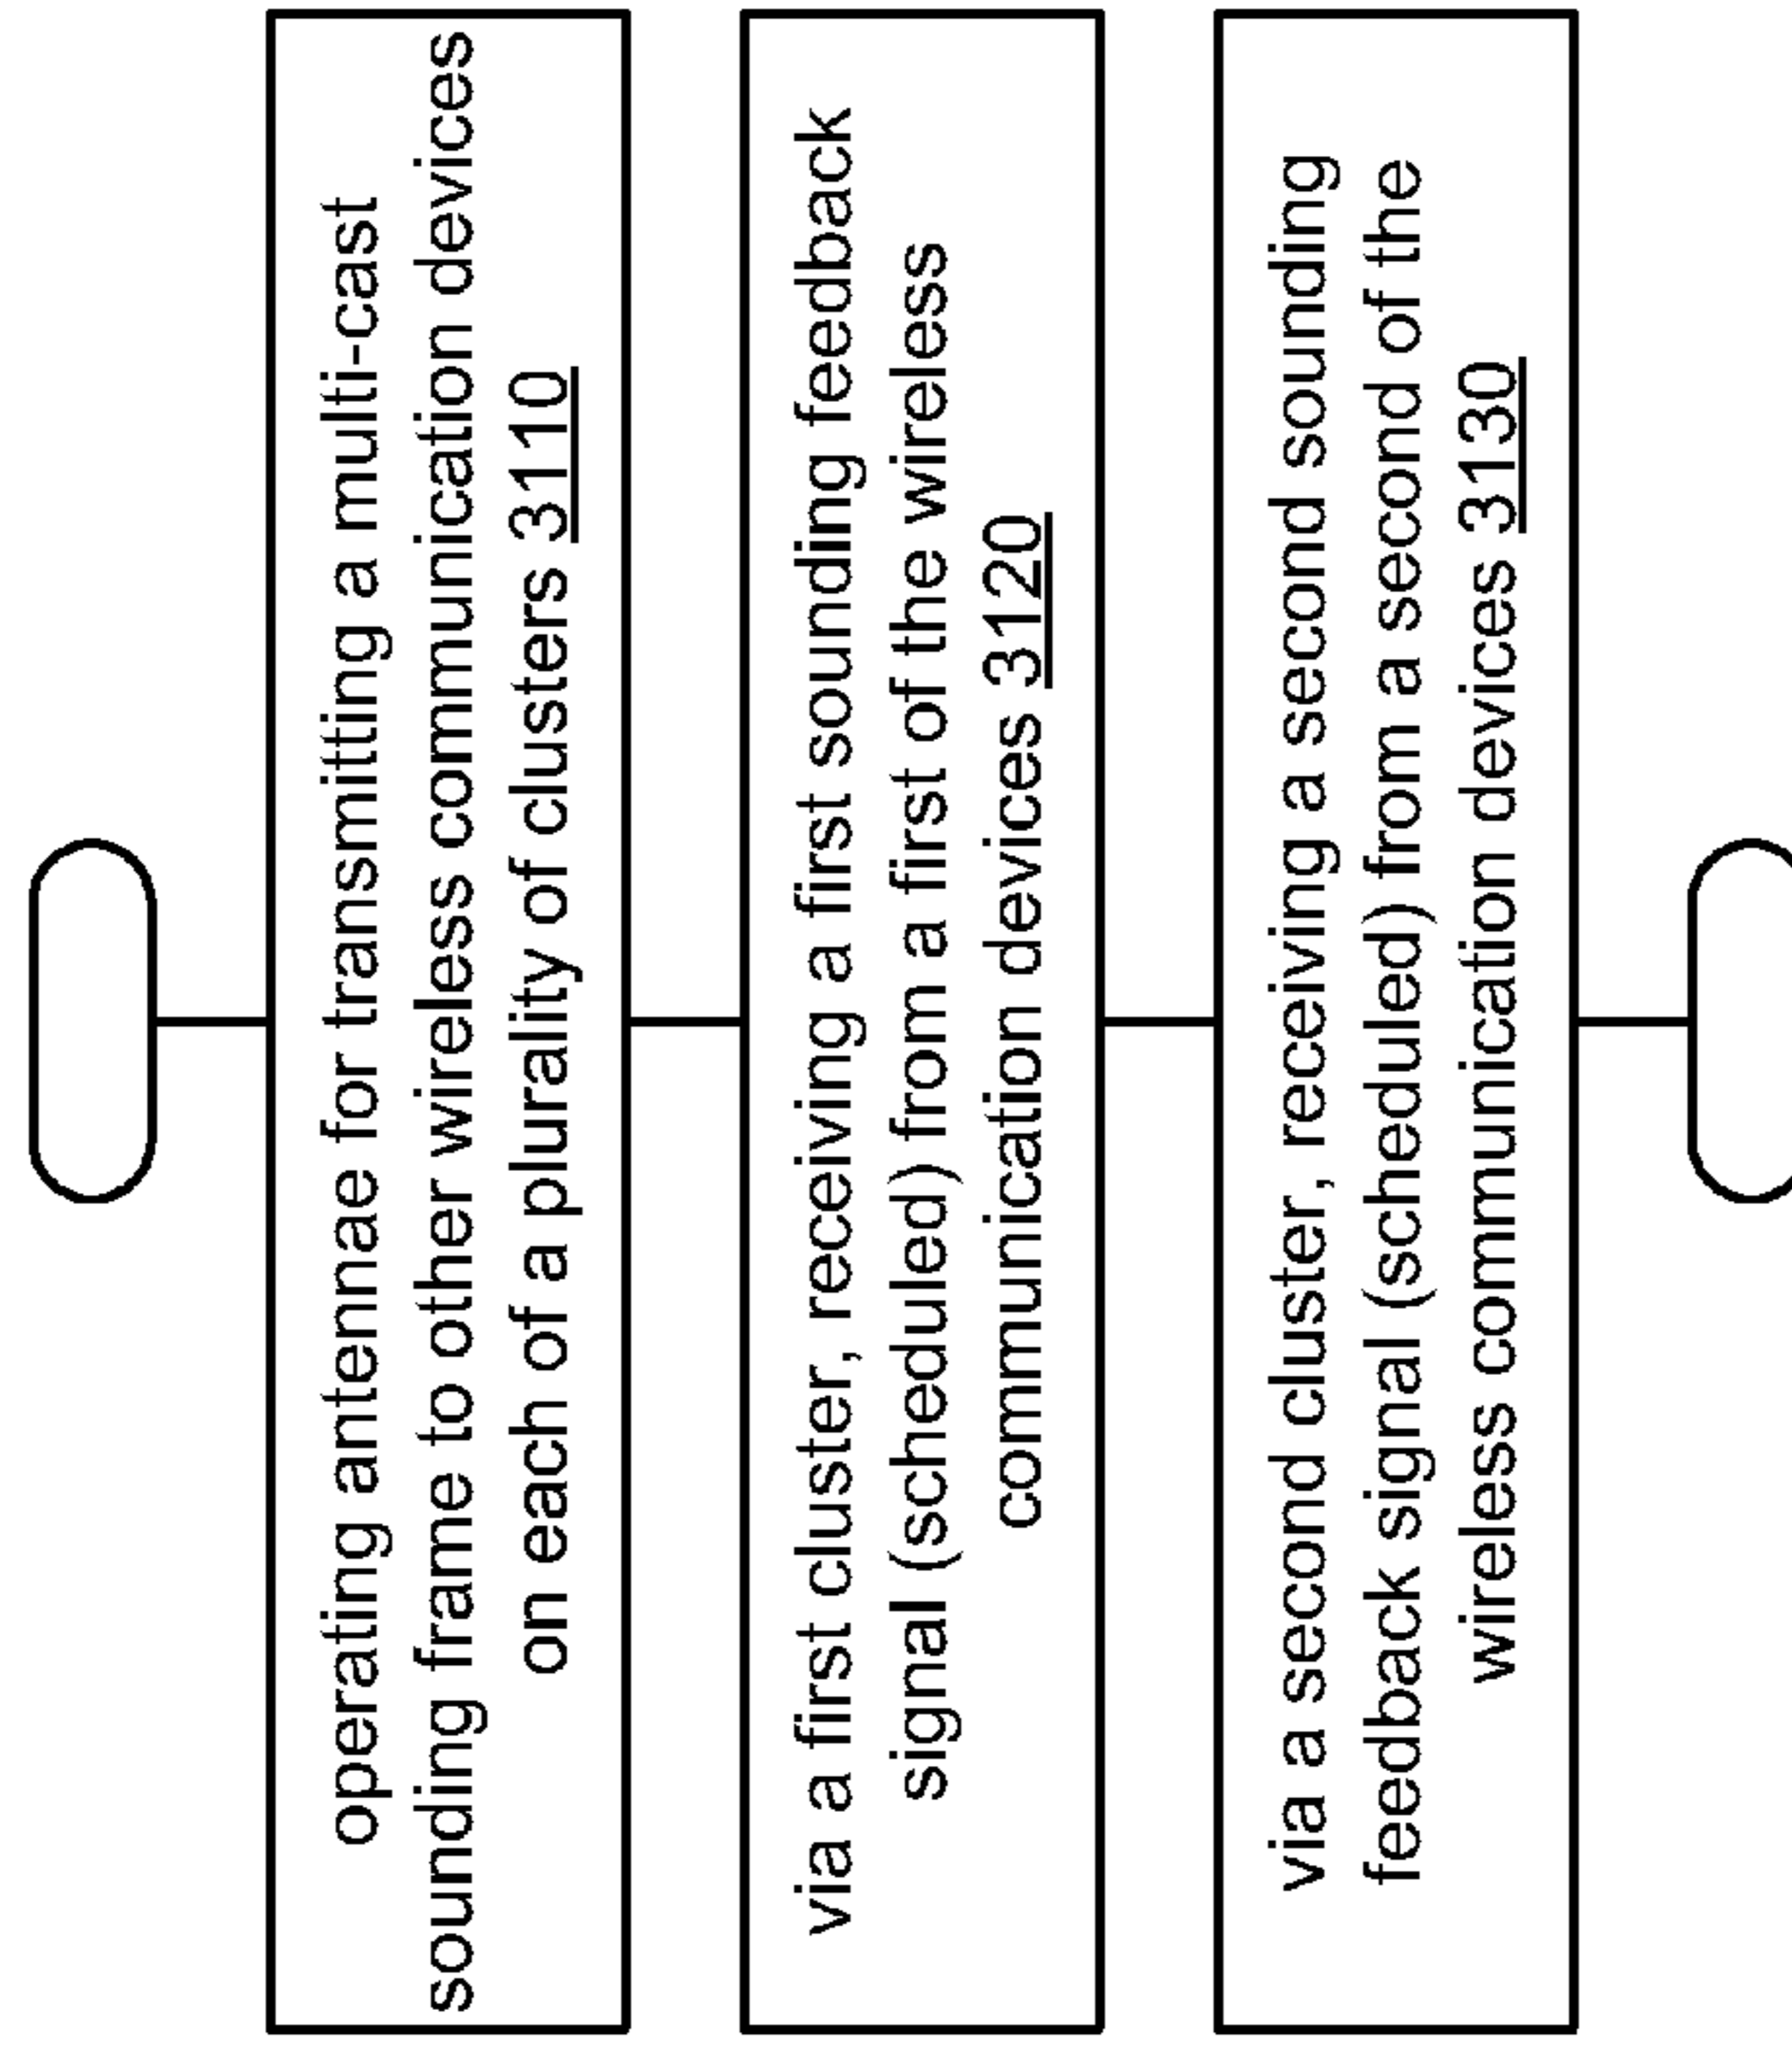 operating antennae for transmitting a multi-cast
sounding frame to other wireless communication devices
on each of a plurality of clusters 3110
via a first cluster, receiving a first sounding feedback
signal (scheduled) from a first of the wireless
communication devices 3120
via a second cluster, receiving a second sounding
feedback signal (scheduled) from a second of the
wireless communication devices 3130